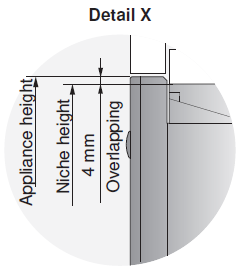 Detail X
Appliance height
Niche height
4 mm
Overlapping